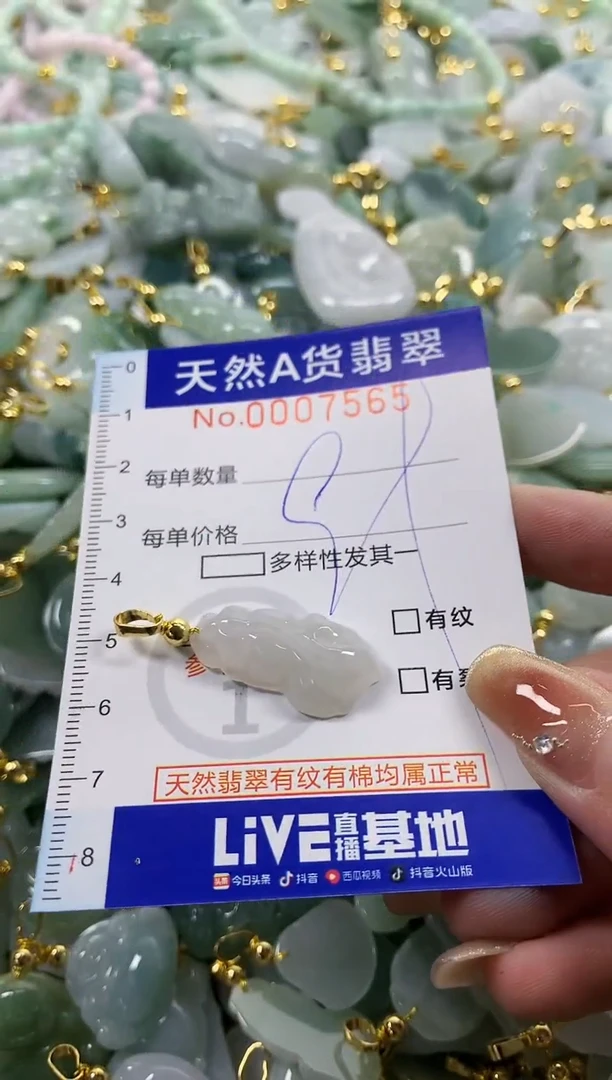 天然A货翡翠
No.0007565
0
1
2
3
4
5
6
7
8
每单数量
每单价格
多样性发其一
有纹
有
1
天然翡翠有纹有棉均属正常
LiVE直播基地
头条 今日头条 抖音 西瓜视频 抖音火山版